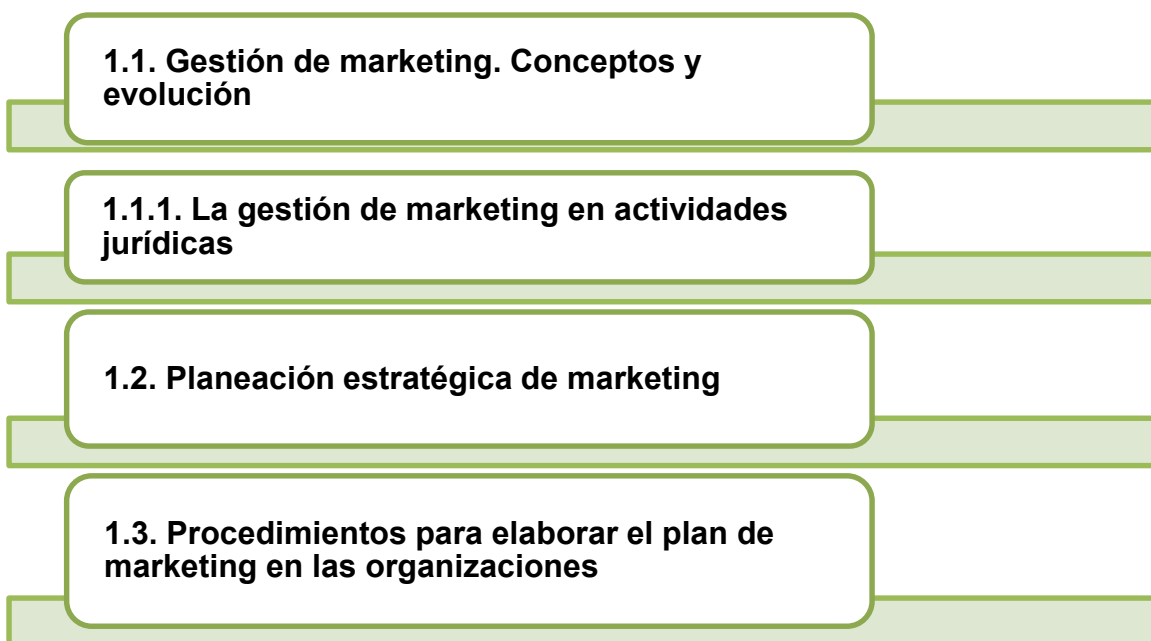 1.1. Gestión de marketing. Conceptos y
evolución
1.1.1. La gestión de marketing en actividades
jurídicas
1.2. Planeación estratégica de marketing
1.3. Procedimientos para elaborar el plan de
marketing en las organizaciones